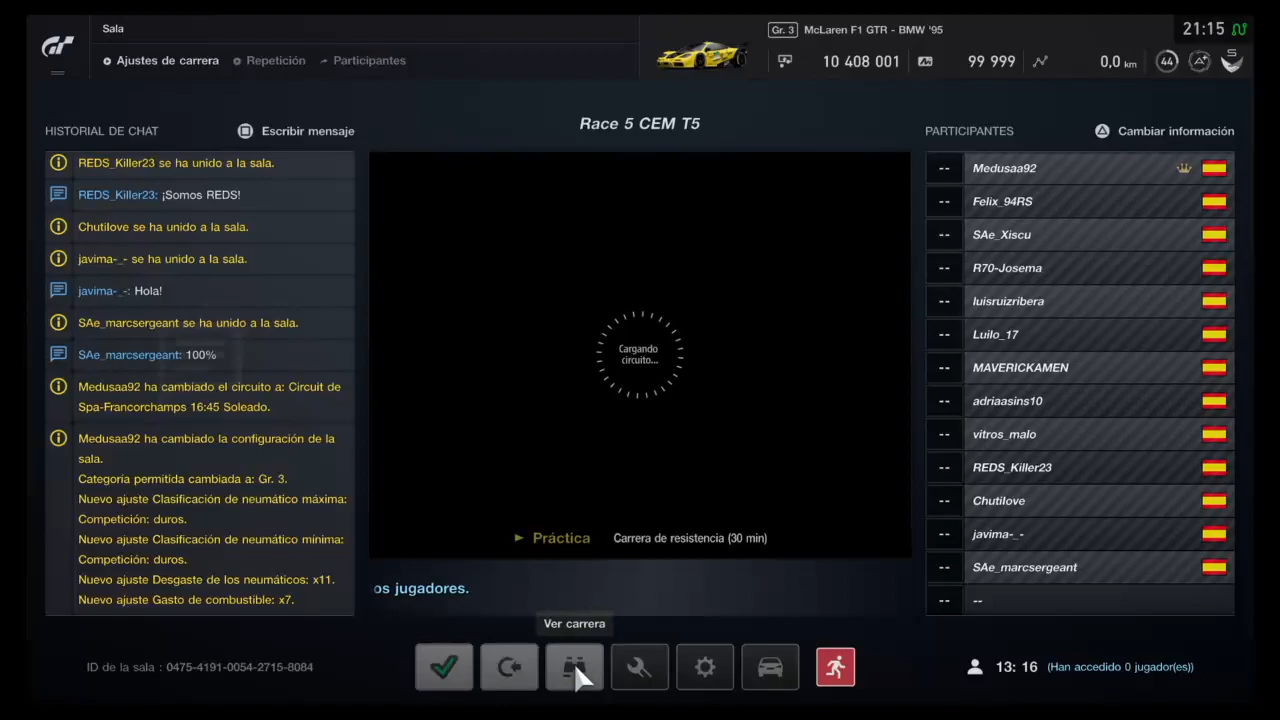 Sala
Ajustes de carrera
Repetición
Participantes
Gr. 3 McLaren F1 GTR - BMW '95
21:15
10 408 001
99 999
0,0 km
44
S
HISTORIAL DE CHAT
Escribir mensaje
REDS_Killer23 se ha unido a la sala.
REDS_Killer23: ¡Somos REDS!
Chutilove se ha unido a la sala.
javima-_- se ha unido a la sala.
javima-_-: Hola!
SAe_marcsergeant se ha unido a la sala.
SAe_marcsergeant: 100%
Medusaa92 ha cambiado el circuito a: Circuit de
Spa-Francorchamps 16:45 Soleado.
Medusaa92 ha cambiado la configuración de la
sala.
Categoría permitida cambiada a: Gr. 3.
Nuevo ajuste Clasificación de neumático máxima:
Competición: duros.
Nuevo ajuste Clasificación de neumático mínima:
Competición: duros.
Nuevo ajuste Desgaste de los neumáticos: x11.
Nuevo ajuste Gasto de combustible: x7.
Race 5 CEM T5
Cargando
circuito...
Práctica
Carrera de resistencia (30 min)
os jugadores.
Ver carrera
PARTICIPANTES
Cambiar información
-- Medusaa92
-- Felix_94RS
-- SAe_Xiscu
-- R70-Josema
-- luisruizribera
-- Luilo_17
-- MAVERICKAMEN
-- adriaasins10
-- vitros_malo
-- REDS_Killer23
-- Chutilove
-- javima-_-
-- SAe_marcsergeant
-- --
ID de la sala : 0475-4191-0054-2715-8084
13: 16 (Han accedido 0 jugador(es))